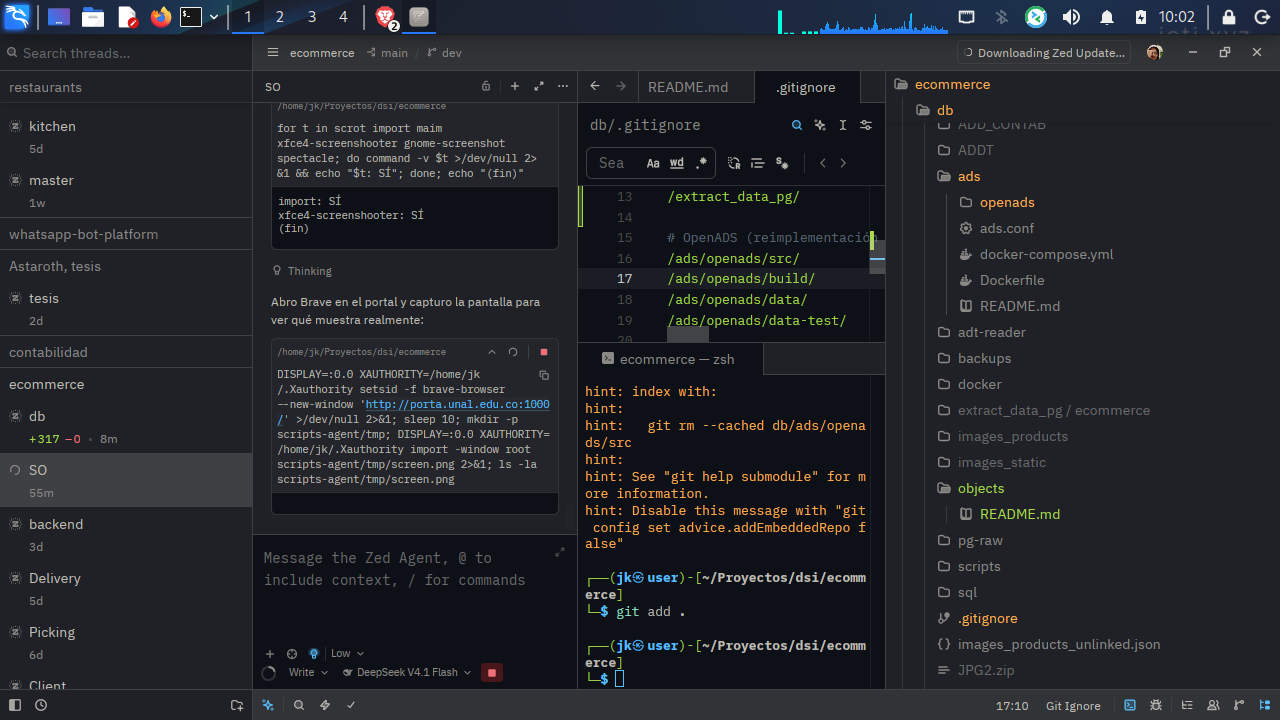 1 2 3 4
2
10:02
Search threads...
ecommerce main / dev
Downloading Zed Update...
restaurants
kitchen
5d
master
1w
whatsapp-bot-platform
Astaroth, tesis
tesis
2d
contabilidad
ecommerce
db
+317 −0 • 8m
SO
55m
backend
3d
Delivery
5d
Picking
6d
Client
SO
/home/jk/Proyectos/dsi/ecommerce
for t in scrot import maim
xfce4-screenshooter gnome-screenshot
spectacle; do command -v $t >/dev/null 2>
&1 && echo "$t: SÍ"; done; echo "(fin)"
import: SÍ
xfce4-screenshooter: SÍ
(fin)
Thinking
Abro Brave en el portal y capturo la pantalla para
ver qué muestra realmente:
/home/jk/Proyectos/dsi/ecommerce
DISPLAY=:0.0 XAUTHORITY=/home/jk
/.Xauthority setsid -f brave-browser
--new-window 'http://porta.unal.edu.co:1000
/' >/dev/null 2>&1; sleep 10; mkdir -p
scripts-agent/tmp; DISPLAY=:0.0 XAUTHORITY=
/home/jk/.Xauthority import -window root
scripts-agent/tmp/screen.png 2>&1; ls -la
scripts-agent/tmp/screen.png
Message the Zed Agent, @ to
include context, / for commands
Low
Write DeepSeek V4.1 Flash
README.md .gitignore
db/.gitignore
Sea Aa wd .*
13 /extract_data_pg/
14
15 # OpenADS (reimplementación
16 /ads/openads/src/
17 /ads/openads/build/
18 /ads/openads/data/
19 /ads/openads/data-test/
20
ecommerce — zsh
hint: index with:
hint:
hint:   git rm --cached db/ads/opena
ds/src
hint:
hint: See "git help submodule" for m
ore information.
hint: Disable this message with "git
 config set advice.addEmbeddedRepo f
alse"
┌──(jk㉿user)-[~/Proyectos/dsi/ecomm
erce]
└─$ git add .
┌──(jk㉿user)-[~/Proyectos/dsi/ecomm
erce]
└─$
ecommerce
db
ADD_CONTAB
ADDT
ads
openads
ads.conf
docker-compose.yml
Dockerfile
README.md
adt-reader
backups
docker
extract_data_pg / ecommerce
images_products
images_static
objects
README.md
pg-raw
scripts
sql
.gitignore
images_products_unlinked.json
JPG2.zip
17:10 Git Ignore